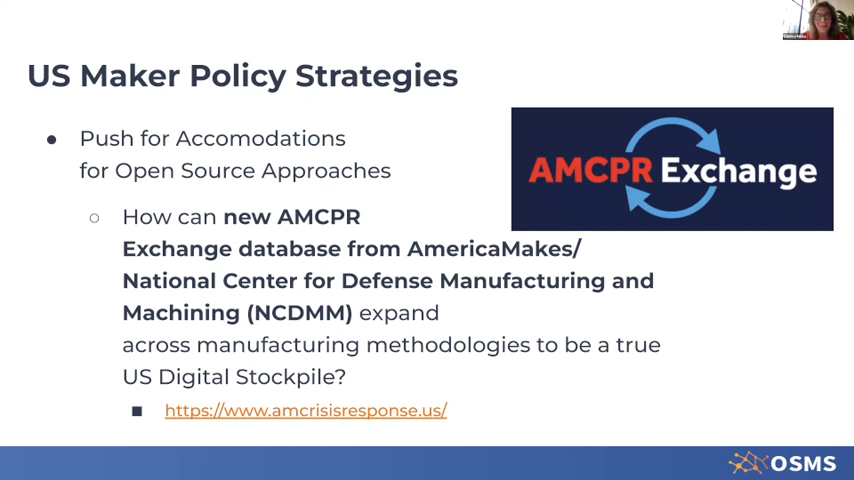 US Maker Policy Strategies
● Push for Accomodations
for Open Source Approaches
AMCPR Exchange
○ How can new AMCPR
Exchange database from AmericaMakes/
National Center for Defense Manufacturing and
Machining (NCDMM) expand
across manufacturing methodologies to be a true
US Digital Stockpile?
■ https://www.amcrisisresponse.us/
OSMS